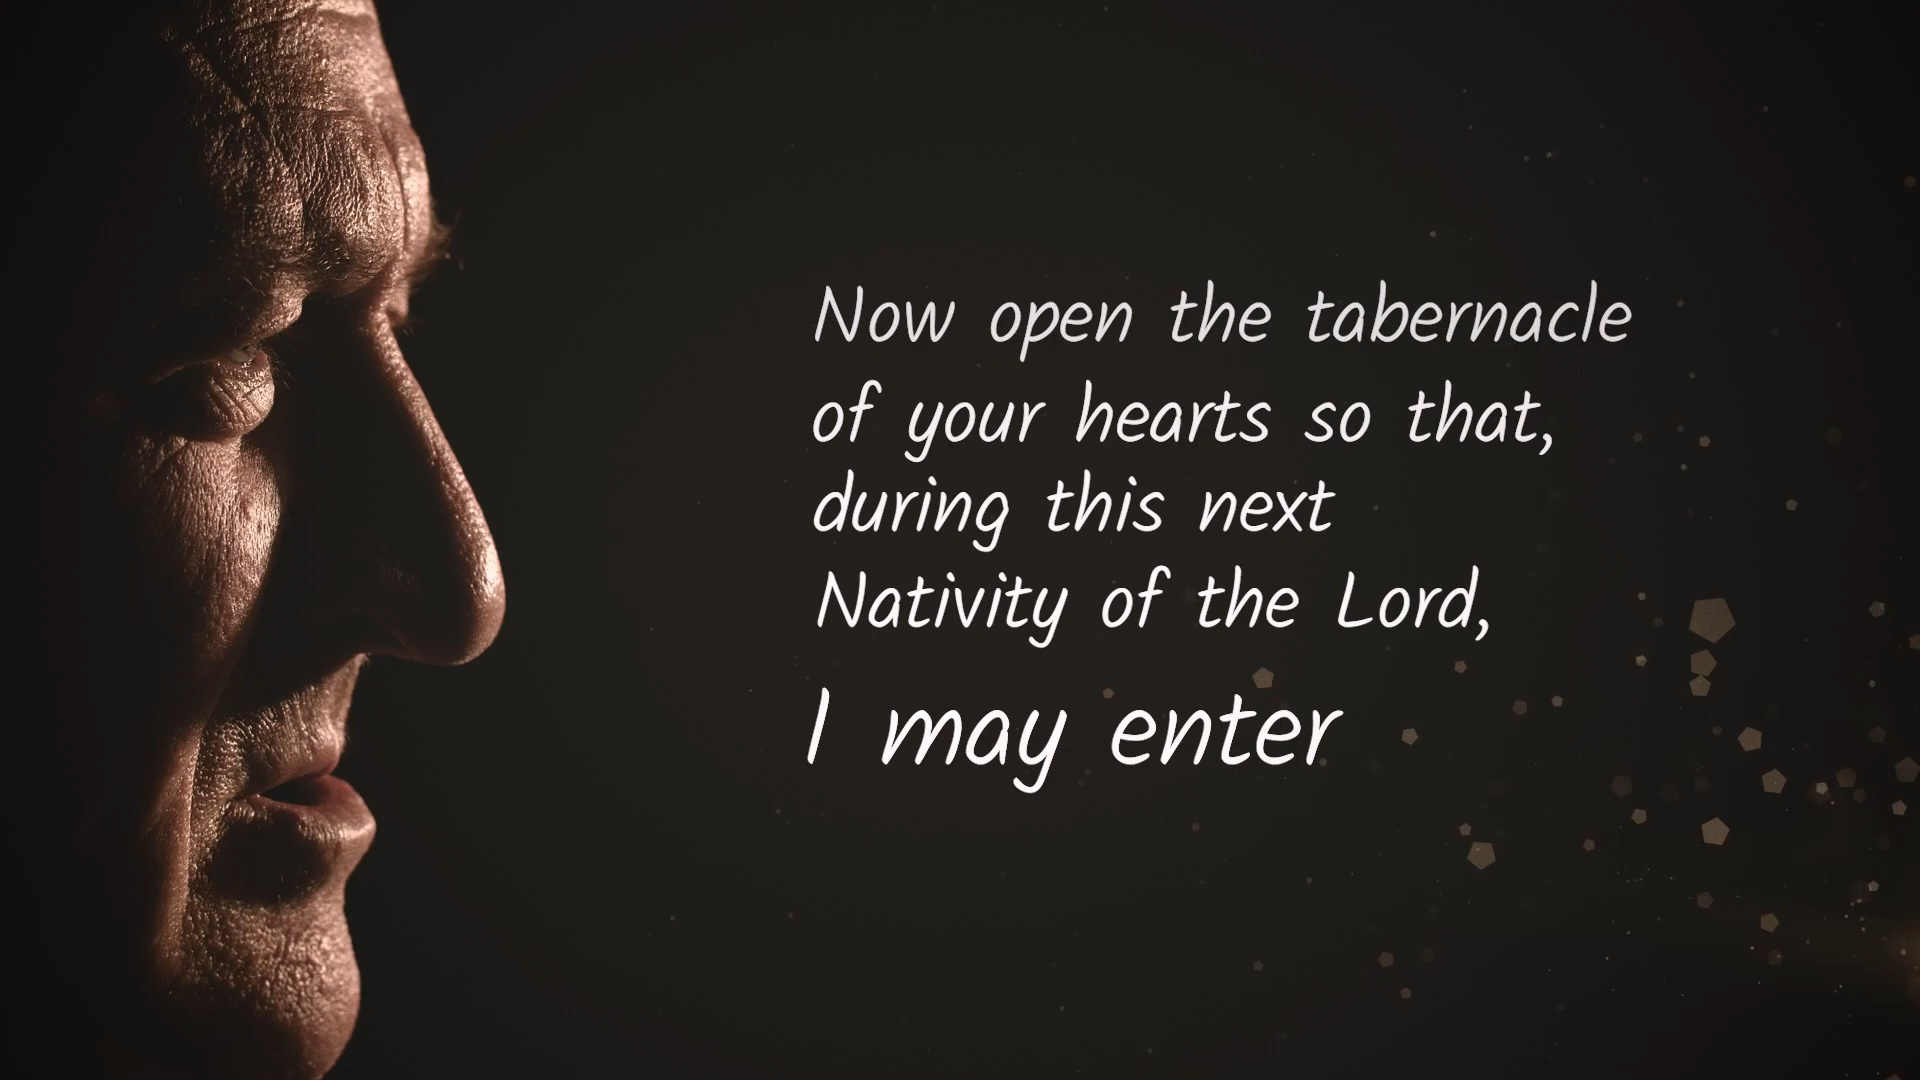 Now open the tabernacle
of your hearts so that,
during this next
Nativity of the Lord,
I may enter